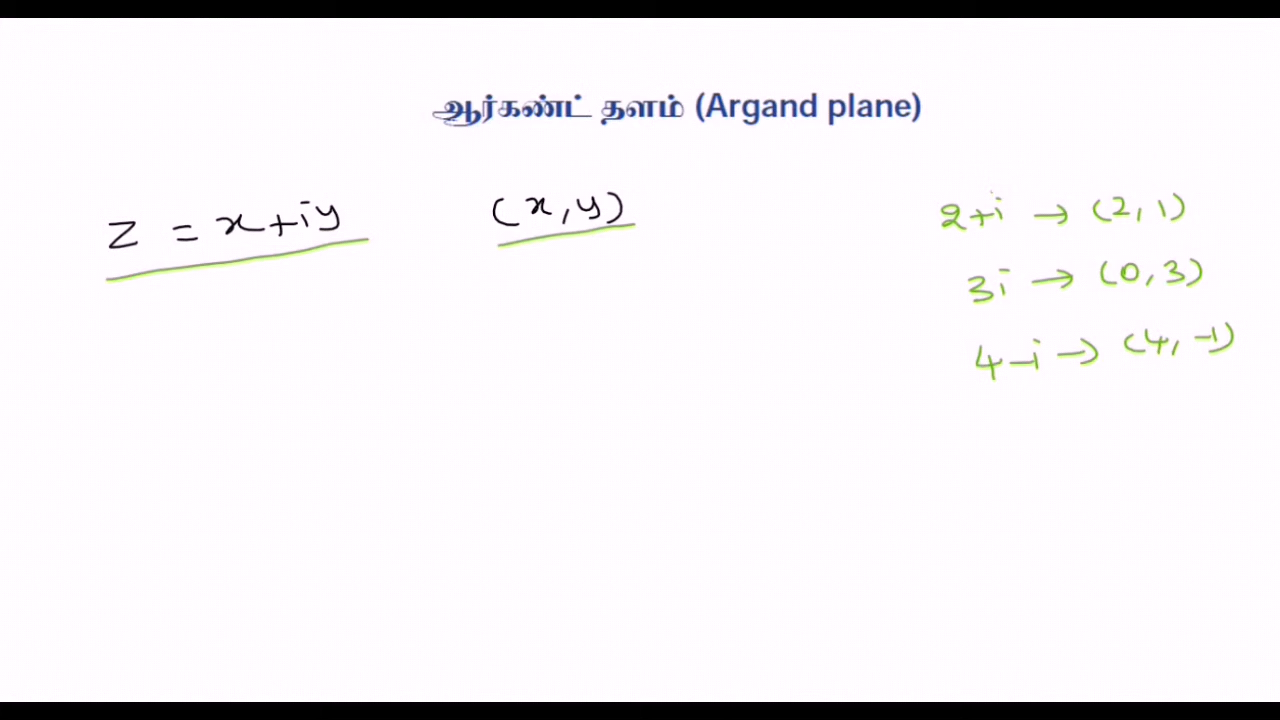 ஆர்கண்ட் தளம் (Argand plane)
z = x+iy (x,y)
2+i → (2,1)
3i → (0,3)
4-i → (4,-1)